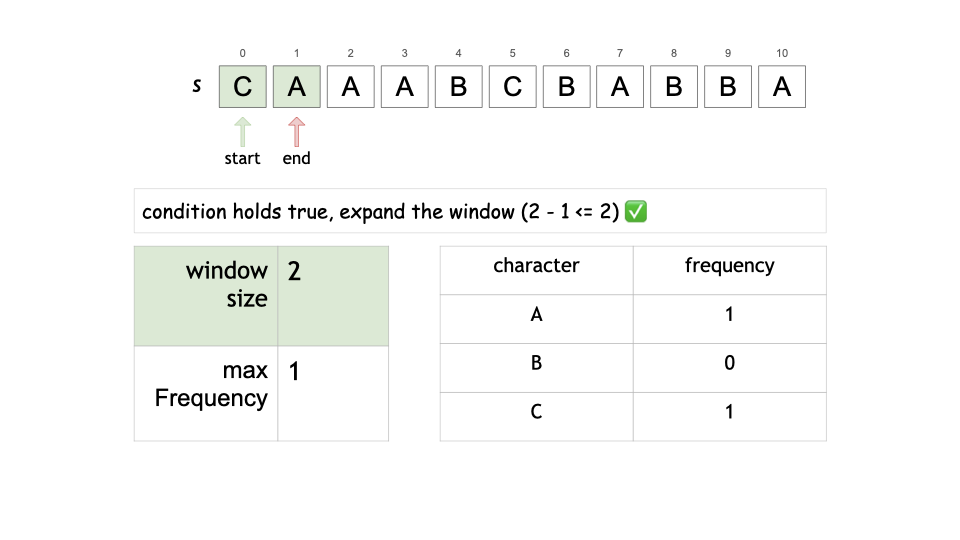 0 1 2 3 4 5 6 7 8 9 10
s C A A A B C B A B B A
start end
condition holds true, expand the window (2 - 1 <= 2) ✅
window 2
size
max 1
Frequency
character frequency
A 1
B 0
C 1